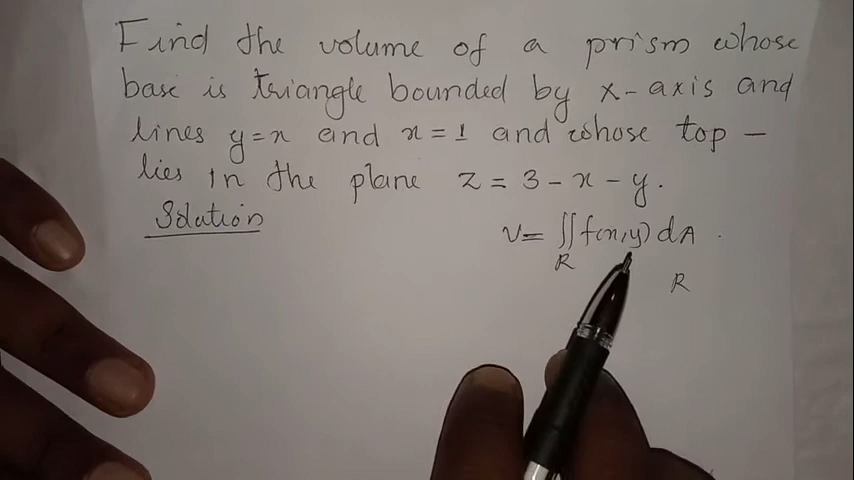 Find the volume of a prism whose
base is triangle bounded by x-axis and
lines y=x and x=1 and whose top -
lies in the plane z = 3-x-y.
Solution
V= ∬ f(x,y) dA .
R
R